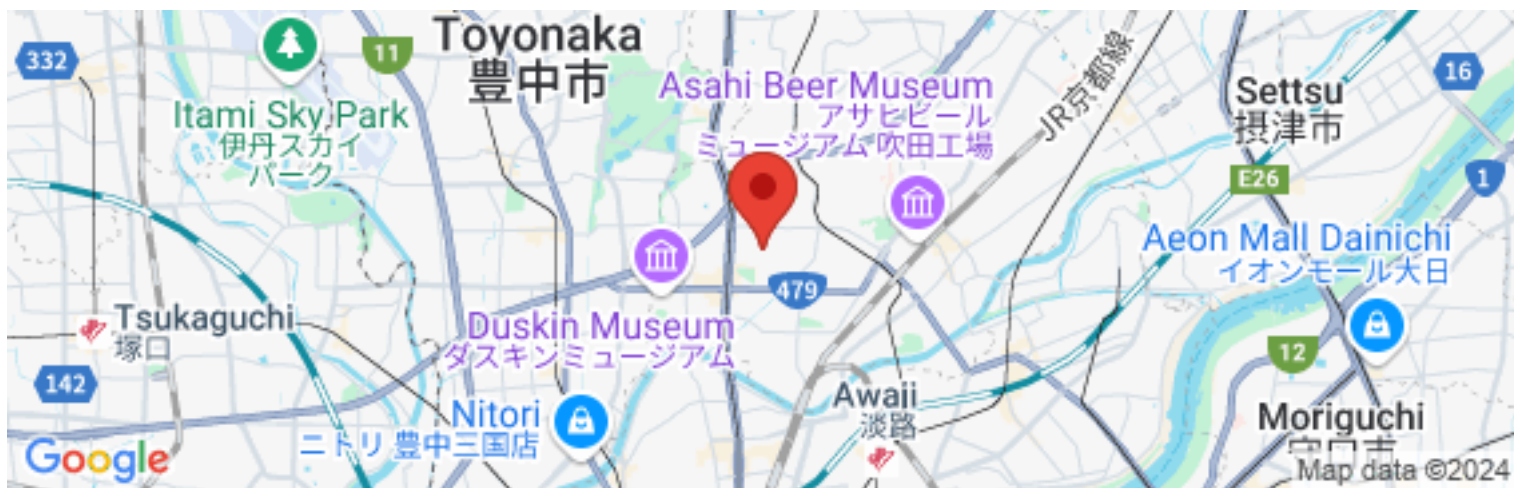 332
11
Toyonaka
豊中市
Itami Sky Park
伊丹スカイ
パーク
Asahi Beer Museum
アサヒビール
ミュージアム 吹田工場
JR京都線
Settsu
摂津市
16
E26
1
Aeon Mall Dainichi
イオンモール大日
479
Tsukaguchi
塚口
Duskin Museum
ダスキンミュージアム
142
Nitori
ニトリ 豊中三国店
Awaji
淡路
12
Moriguchi
守口市
Google
Map data ©2024